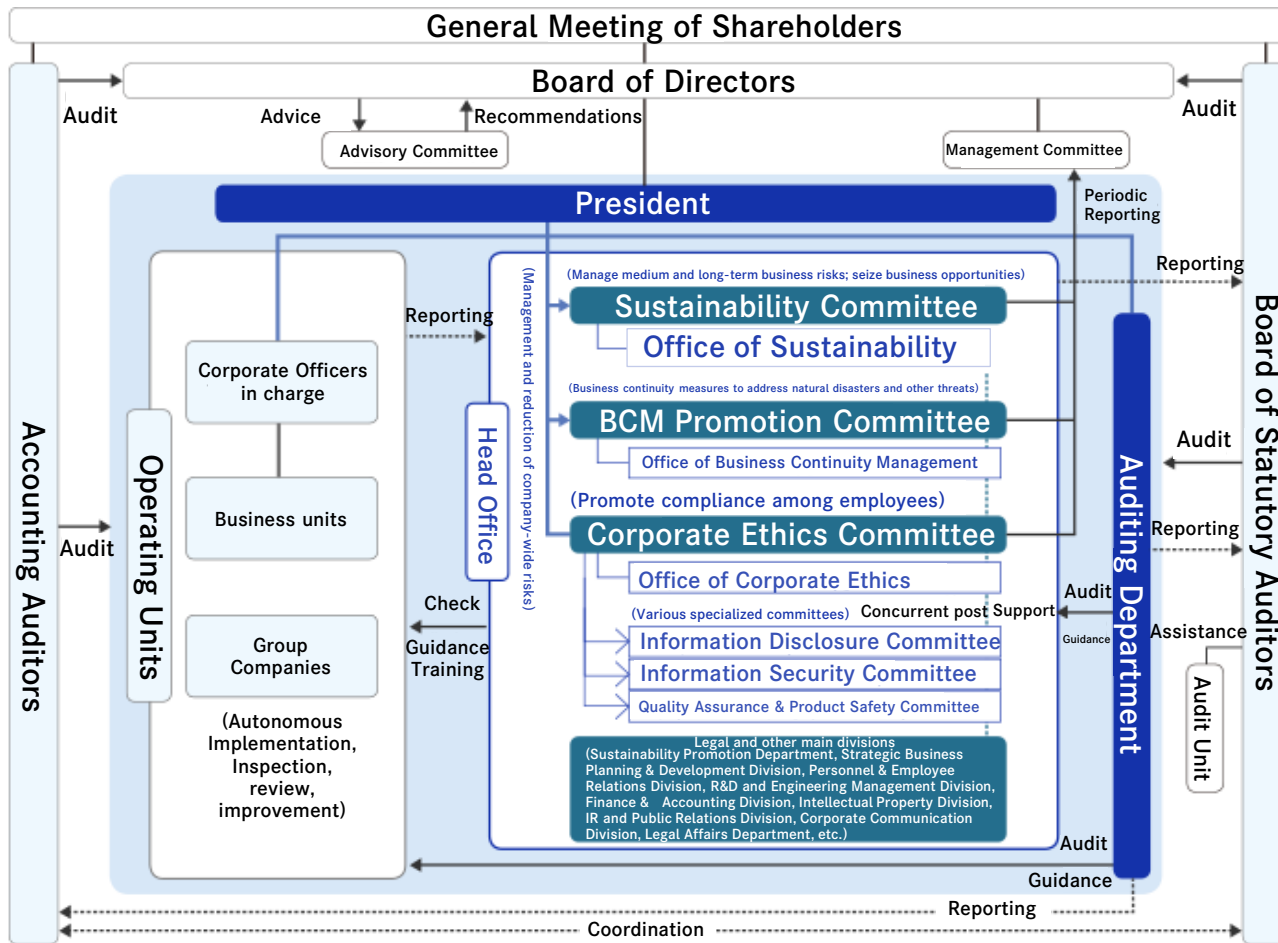 General Meeting of Shareholders
Board of Directors
Audit
Advice
Recommendations
Audit
Advisory Committee
Management Committee
President
Periodic
Reporting
(Manage medium and long-term business risks; seize business opportunities)
Reporting
Sustainability Committee
Reporting
Office of Sustainability
Corporate Officers
in charge
(Business continuity measures to address natural disasters and other threats)
BCM Promotion Committee
Audit
Office of Business Continuity Management
(Management and reduction of company-wide risks)
Head Office
Operating Units
Accounting Auditors
Board of Statutory Auditors
Auditing Department
(Promote compliance among employees)
Business units
Corporate Ethics Committee
Reporting
Audit
Office of Corporate Ethics
Audit
Check
(Various specialized committees)
Concurrent post Support
Guidance
Assistance
Information Disclosure Committee
Group
Companies
Guidance
Training
Information Security Committee
Quality Assurance & Product Safety Committee
Audit Unit
(Autonomous
Implementation,
Inspection,
review,
improvement)
Legal and other main divisions
(Sustainability Promotion Department, Strategic Business
Planning & Development Division, Personnel & Employee
Relations Division, R&D and Engineering Management Division,
Finance & Accounting Division, Intellectual Property Division,
IR and Public Relations Division, Corporate Communication
Division, Legal Affairs Department, etc.)
Audit
Guidance
Reporting
Coordination